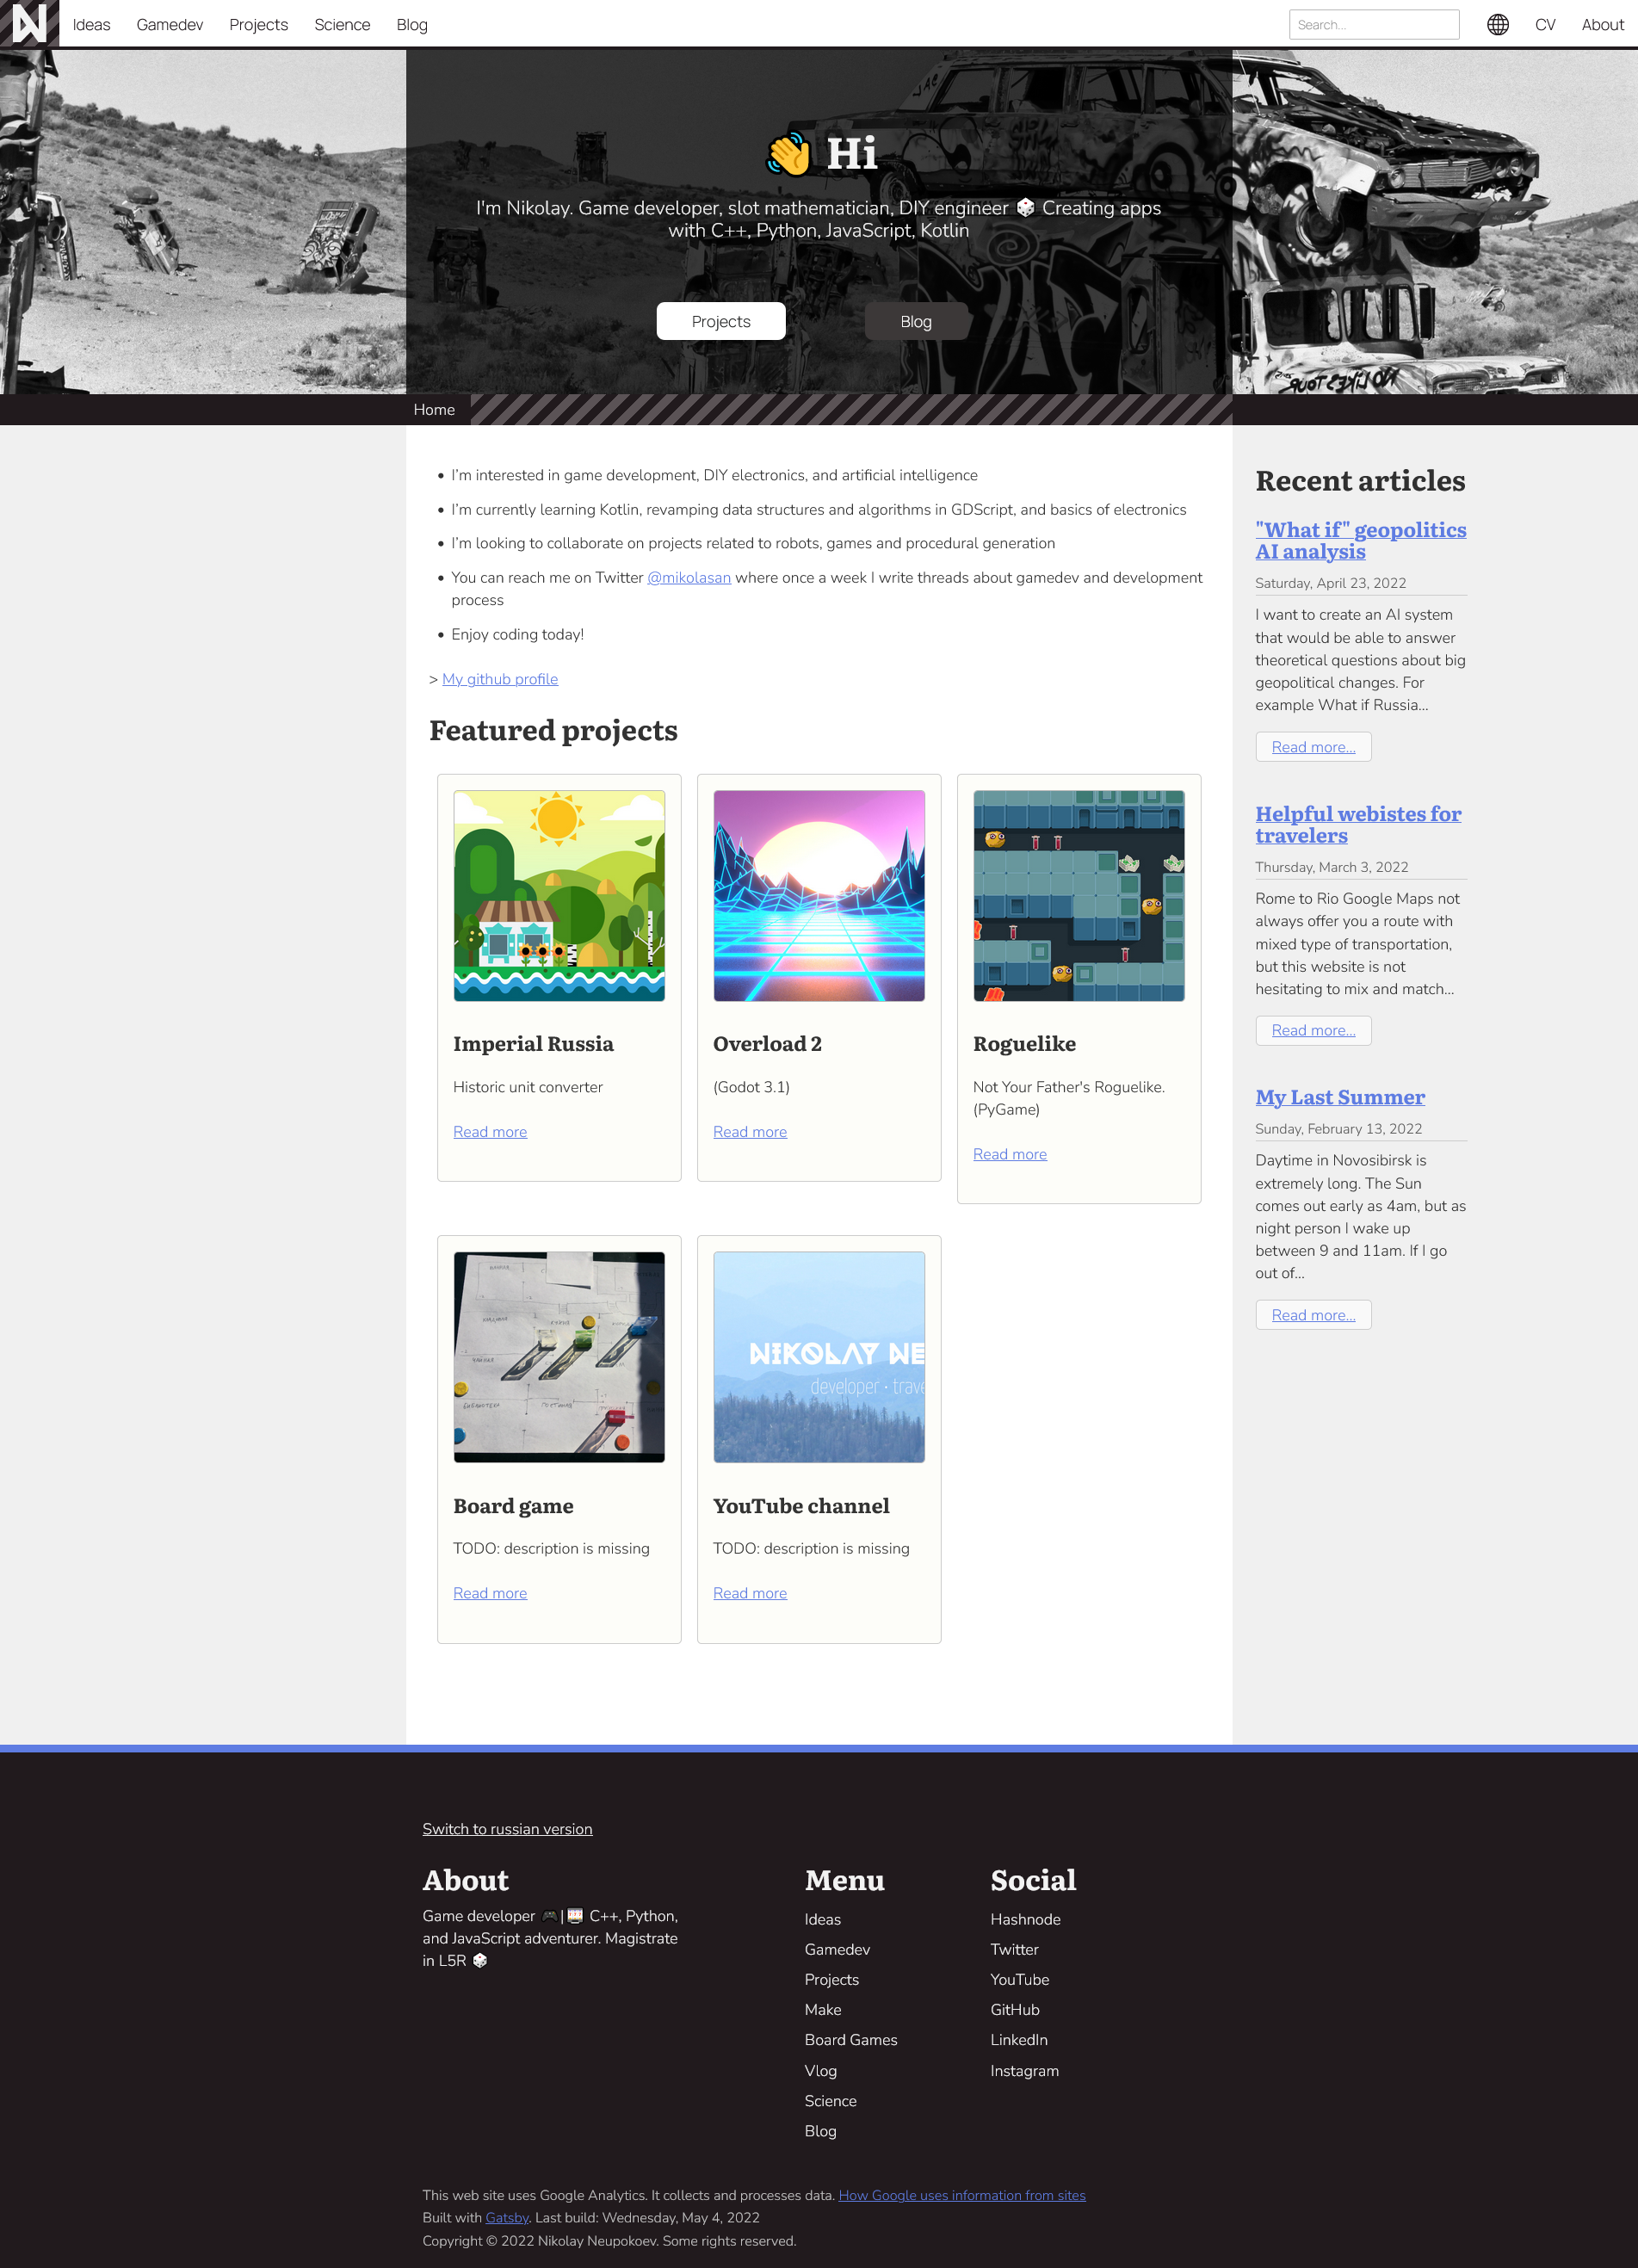 N
Ideas Gamedev Projects Science Blog
Search...
CV About
👋 Hi
I'm Nikolay. Game developer, slot mathematician, DIY engineer 🎲 Creating apps
with C++, Python, JavaScript, Kotlin
Projects
Blog
NO LIKES TOUR
Home
• I'm interested in game development, DIY electronics, and artificial intelligence
• I'm currently learning Kotlin, revamping data structures and algorithms in GDScript, and basics of electronics
• I'm looking to collaborate on projects related to robots, games and procedural generation
• You can reach me on Twitter @mikolasan where once a week I write threads about gamedev and development
process
• Enjoy coding today!
> My github profile
Featured projects
Imperial Russia
Historic unit converter
Read more
Overload 2
(Godot 3.1)
Read more
Roguelike
Not Your Father's Roguelike.
(PyGame)
Read more
Board game
TODO: description is missing
Read more
NIKOLAY NE
developer · trave
YouTube channel
TODO: description is missing
Read more
Recent articles
"What if" geopolitics
AI analysis
Saturday, April 23, 2022
I want to create an AI system
that would be able to answer
theoretical questions about big
geopolitical changes. For
example What if Russia...
Read more...
Helpful webistes for
travelers
Thursday, March 3, 2022
Rome to Rio Google Maps not
always offer you a route with
mixed type of transportation,
but this website is not
hesitating to mix and match...
Read more...
My Last Summer
Sunday, February 13, 2022
Daytime in Novosibirsk is
extremely long. The Sun
comes out early as 4am, but as
night person I wake up
between 9 and 11am. If I go
out of...
Read more...
Switch to russian version
About
Game developer 🎮|🎰 C++, Python,
and JavaScript adventurer. Magistrate
in L5R 🎲
Menu
Ideas
Gamedev
Projects
Make
Board Games
Vlog
Science
Blog
Social
Hashnode
Twitter
YouTube
GitHub
LinkedIn
Instagram
This web site uses Google Analytics. It collects and processes data. How Google uses information from sites
Built with Gatsby. Last build: Wednesday, May 4, 2022
Copyright © 2022 Nikolay Neupokoev. Some rights reserved.